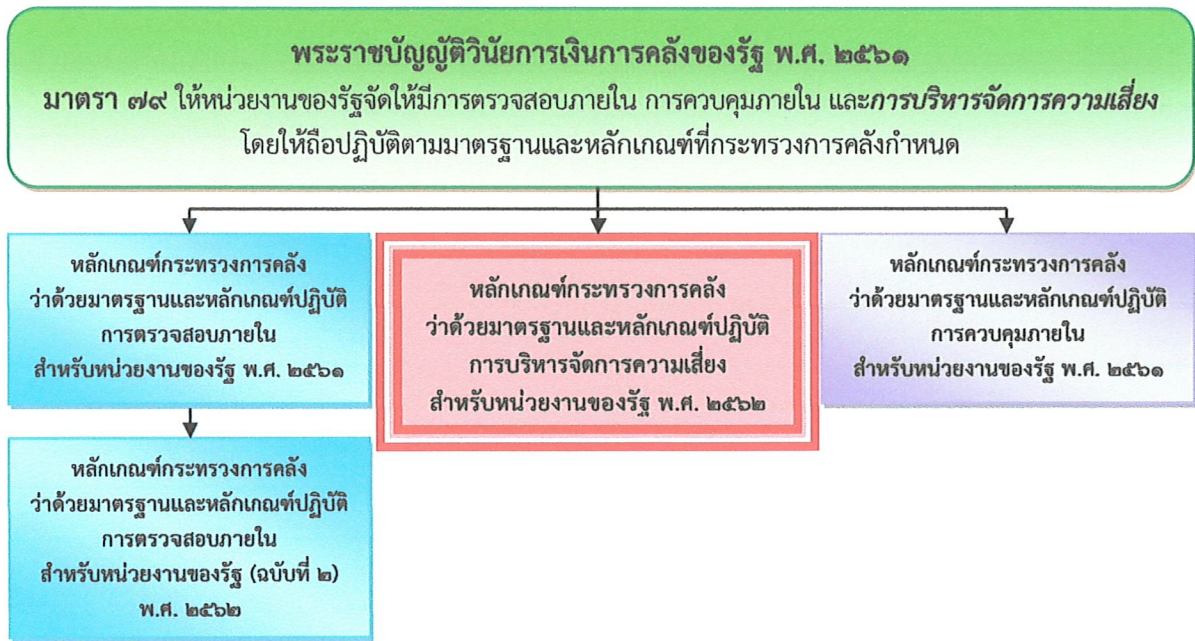 พระราชบัญญัติวินัยการเงินการคลังของรัฐ พ.ศ. ๒๕๖๑
มาตรา ๗๙ ให้หน่วยงานของรัฐจัดให้มีการตรวจสอบภายใน การควบคุมภายใน และการบริหารจัดการความเสี่ยง
โดยให้ถือปฏิบัติตามมาตรฐานและหลักเกณฑ์ที่กระทรวงการคลังกำหนด
หลักเกณฑ์กระทรวงการคลัง
ว่าด้วยมาตรฐานและหลักเกณฑ์ปฏิบัติ
การตรวจสอบภายใน
สำหรับหน่วยงานของรัฐ พ.ศ. ๒๕๖๑
หลักเกณฑ์กระทรวงการคลัง
ว่าด้วยมาตรฐานและหลักเกณฑ์ปฏิบัติ
การบริหารจัดการความเสี่ยง
สำหรับหน่วยงานของรัฐ พ.ศ. ๒๕๖๒
หลักเกณฑ์กระทรวงการคลัง
ว่าด้วยมาตรฐานและหลักเกณฑ์ปฏิบัติ
การควบคุมภายใน
สำหรับหน่วยงานของรัฐ พ.ศ. ๒๕๖๑
หลักเกณฑ์กระทรวงการคลัง
ว่าด้วยมาตรฐานและหลักเกณฑ์ปฏิบัติ
การตรวจสอบภายใน
สำหรับหน่วยงานของรัฐ (ฉบับที่ ๒)
พ.ศ. ๒๕๖๒